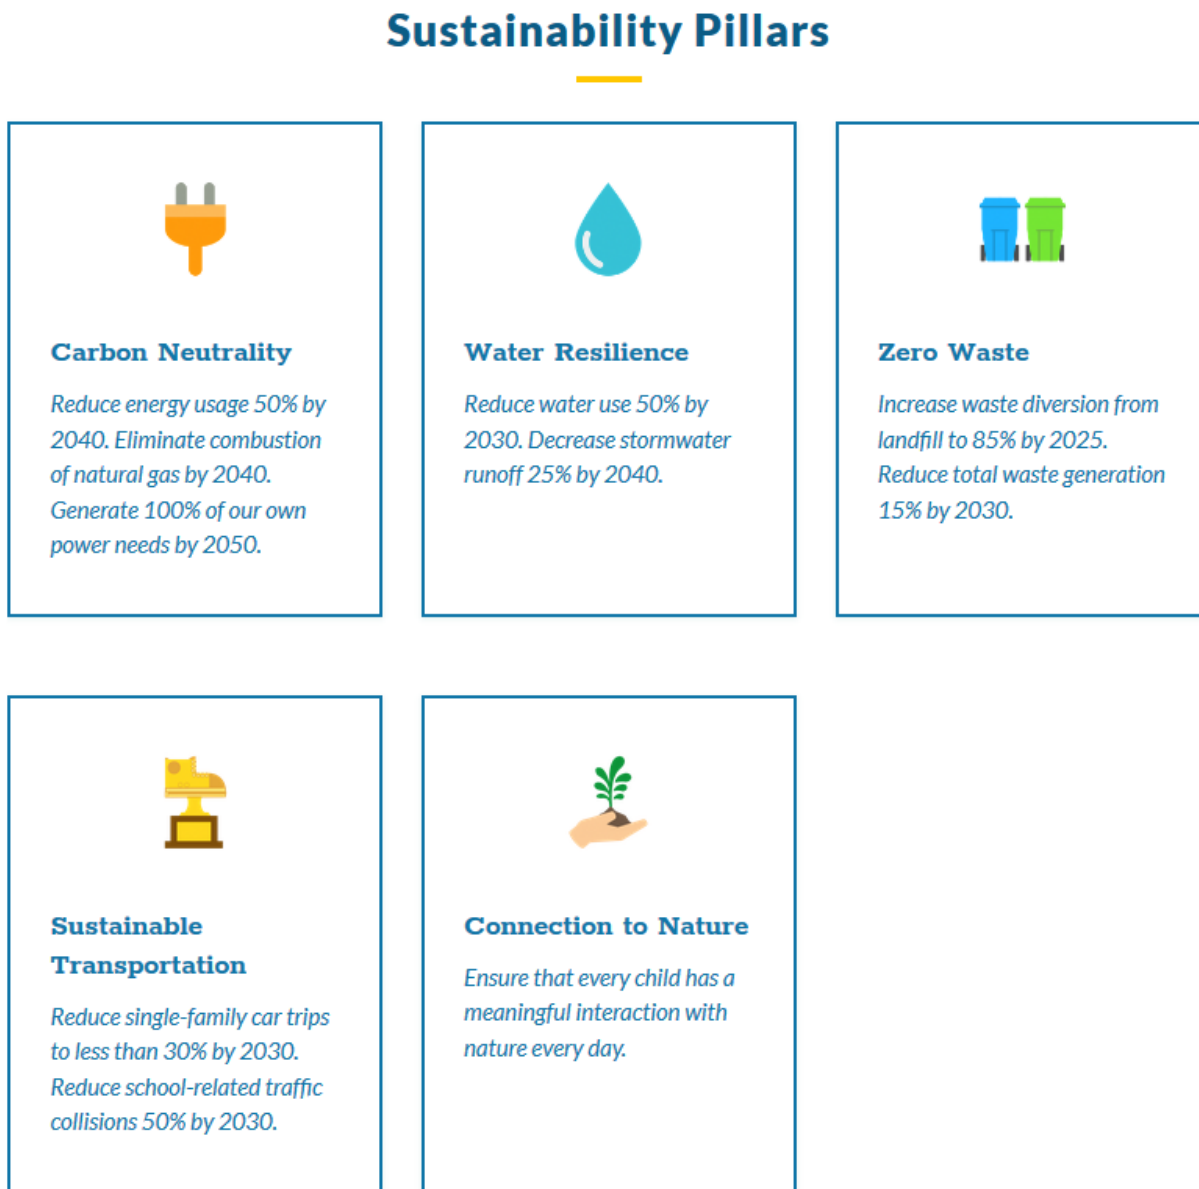 Sustainability Pillars
Carbon Neutrality
Reduce energy usage 50% by
2040. Eliminate combustion
of natural gas by 2040.
Generate 100% of our own
power needs by 2050.
Water Resilience
Reduce water use 50% by
2030. Decrease stormwater
runoff 25% by 2040.
Zero Waste
Increase waste diversion from
landfill to 85% by 2025.
Reduce total waste generation
15% by 2030.
Sustainable
Transportation
Reduce single-family car trips
to less than 30% by 2030.
Reduce school-related traffic
collisions 50% by 2030.
Connection to Nature
Ensure that every child has a
meaningful interaction with
nature every day.